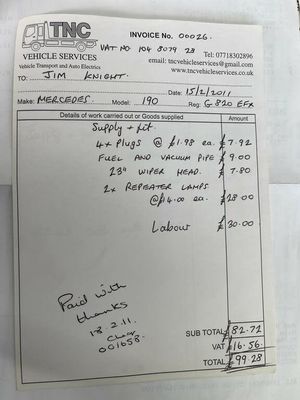 TNC
INVOICE No. 00026.
VAT NO 104 8079 28
VEHICLE SERVICES
Vehicle Transport and Auto Electrics
Tel: 07718302896
email: tncvehicleservices@gmail.com
www.tncvehicleservices.co.uk
TO: JIM KNIGHT.
Date: 15/2/2011
Make: MERCEDES. Model: 190 Reg: G 820 EFX
Details of work carried out or Goods supplied Amount
Supply + fit.
4 x Plugs @ £1.98 ea. £7.92
FUEL AND VACUUM PIPE £9.00
23" WIPER HEAD. £7.80
2x REPEATER LAMPS
@ £14.00 ea. £28.00
Labour £30.00
Paid with
thanks
18.2.11.
001658.
SUB TOTAL £82.72
VAT £16.56
TOTAL £99.28